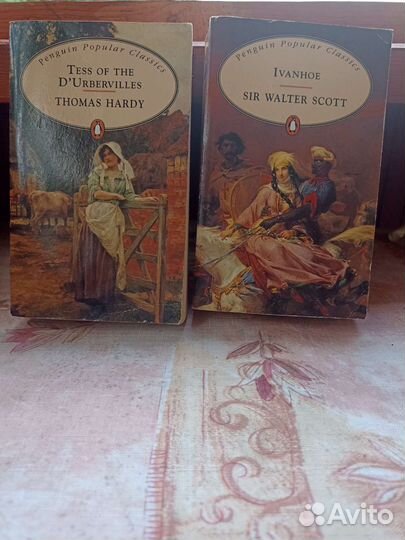 Penguin Popular Classics
TESS OF THE
D'URBERVILLES
THOMAS HARDY
Penguin Popular Classics
IVANHOE
SIR WALTER SCOTT
Avito